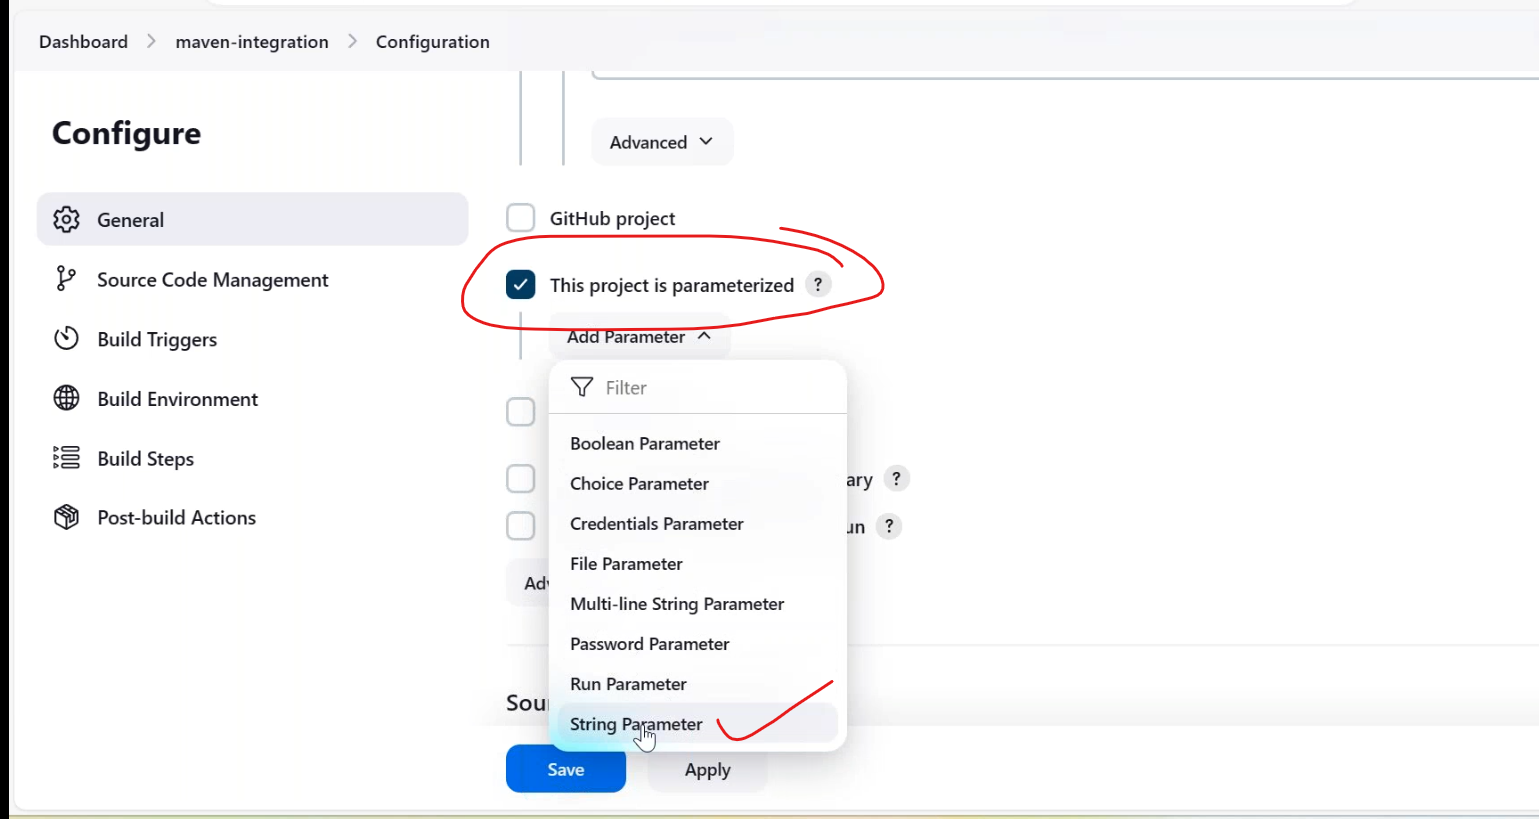 Dashboard > maven-integration > Configuration
Configure
General
Source Code Management
Build Triggers
Build Environment
Build Steps
Post-build Actions
Advanced
GitHub project
This project is parameterized ?
Add Parameter
Filter
Boolean Parameter
Choice Parameter
Credentials Parameter
File Parameter
Multi-line String Parameter
Password Parameter
Run Parameter
String Parameter
ary ?
un ?
Adv
Sou
Save
Apply